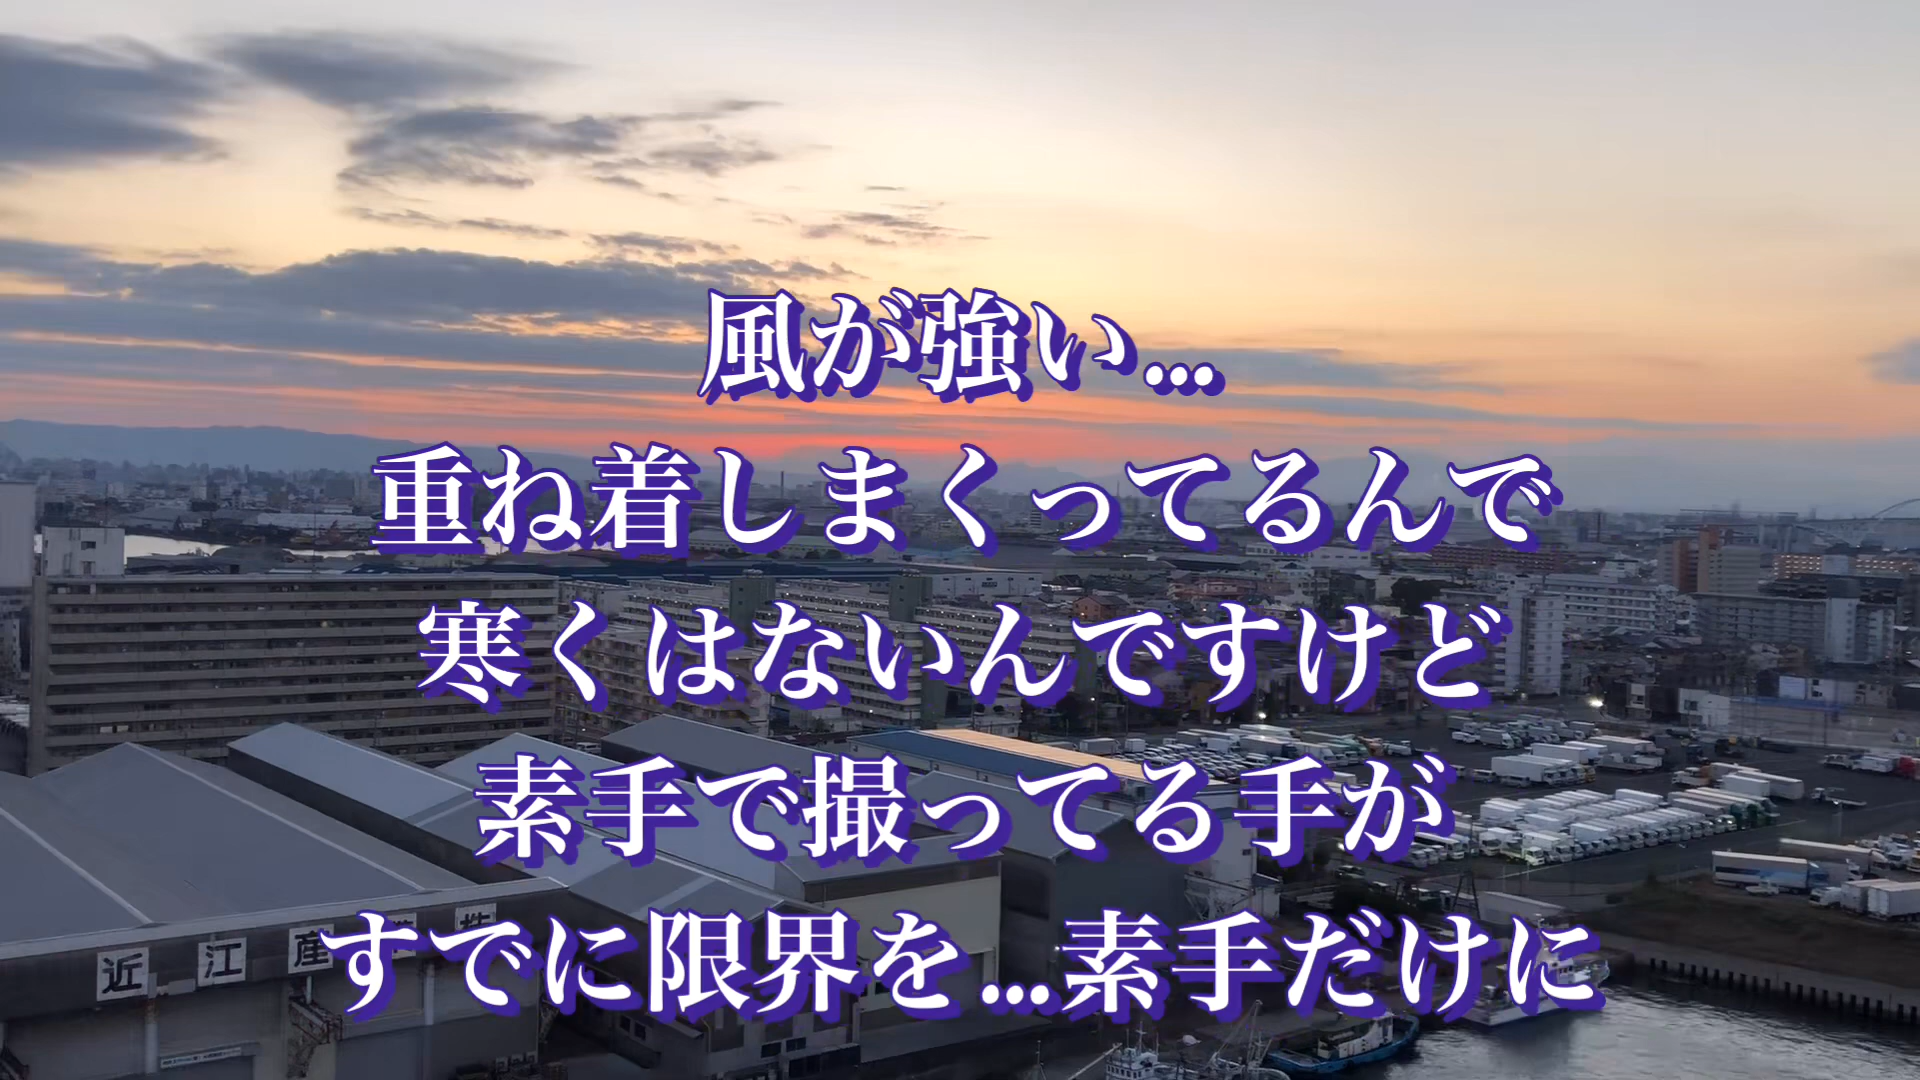 風が強い...
重ね着しまくってるんで
寒くはないんですけど
素手で撮ってる手が
すでに限界を...素手だけに
近江産